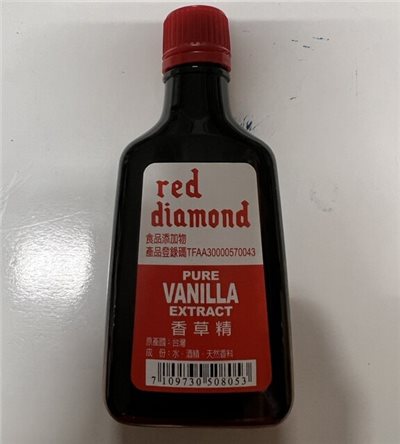 red
diamond
食品添加物
產品登錄碼TFAA30000570043
PURE
VANILLA
EXTRACT
香草精
原產國：台灣
成　份：水．酒精．天然香料
7 109730 508053